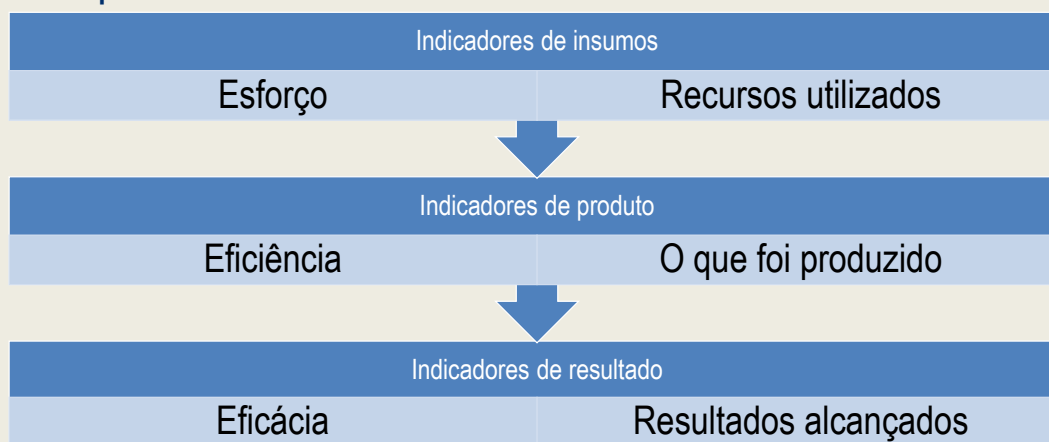 Indicadores de insumos
Esforço Recursos utilizados
Indicadores de produto
Eficiência O que foi produzido
Indicadores de resultado
Eficácia Resultados alcançados